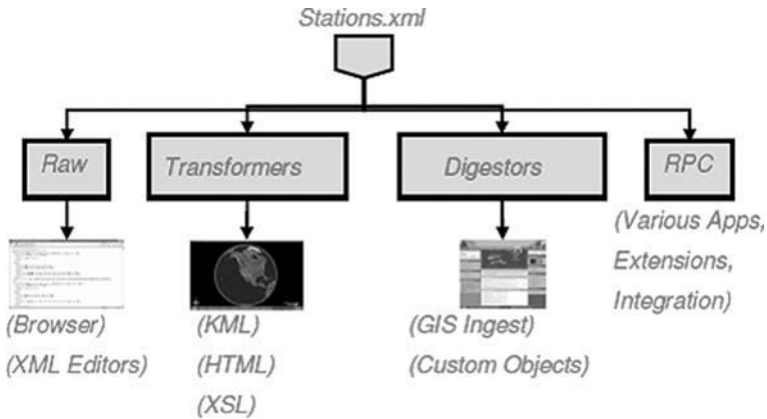 Stations.xml
Raw
Transformers
Digestors
RPC
(Browser)
(XML Editors)
(KML)
(HTML)
(XSL)
(GIS Ingest)
(Custom Objects)
(Various Apps,
Extensions,
Integration)